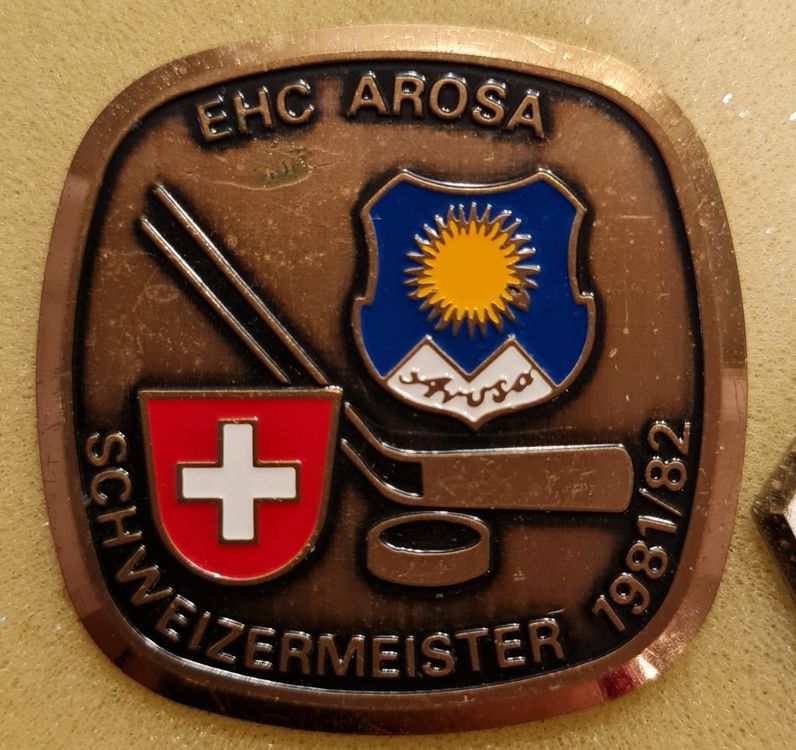 EHC AROSA
Arosa
SCHWEIZERMEISTER 1981/82